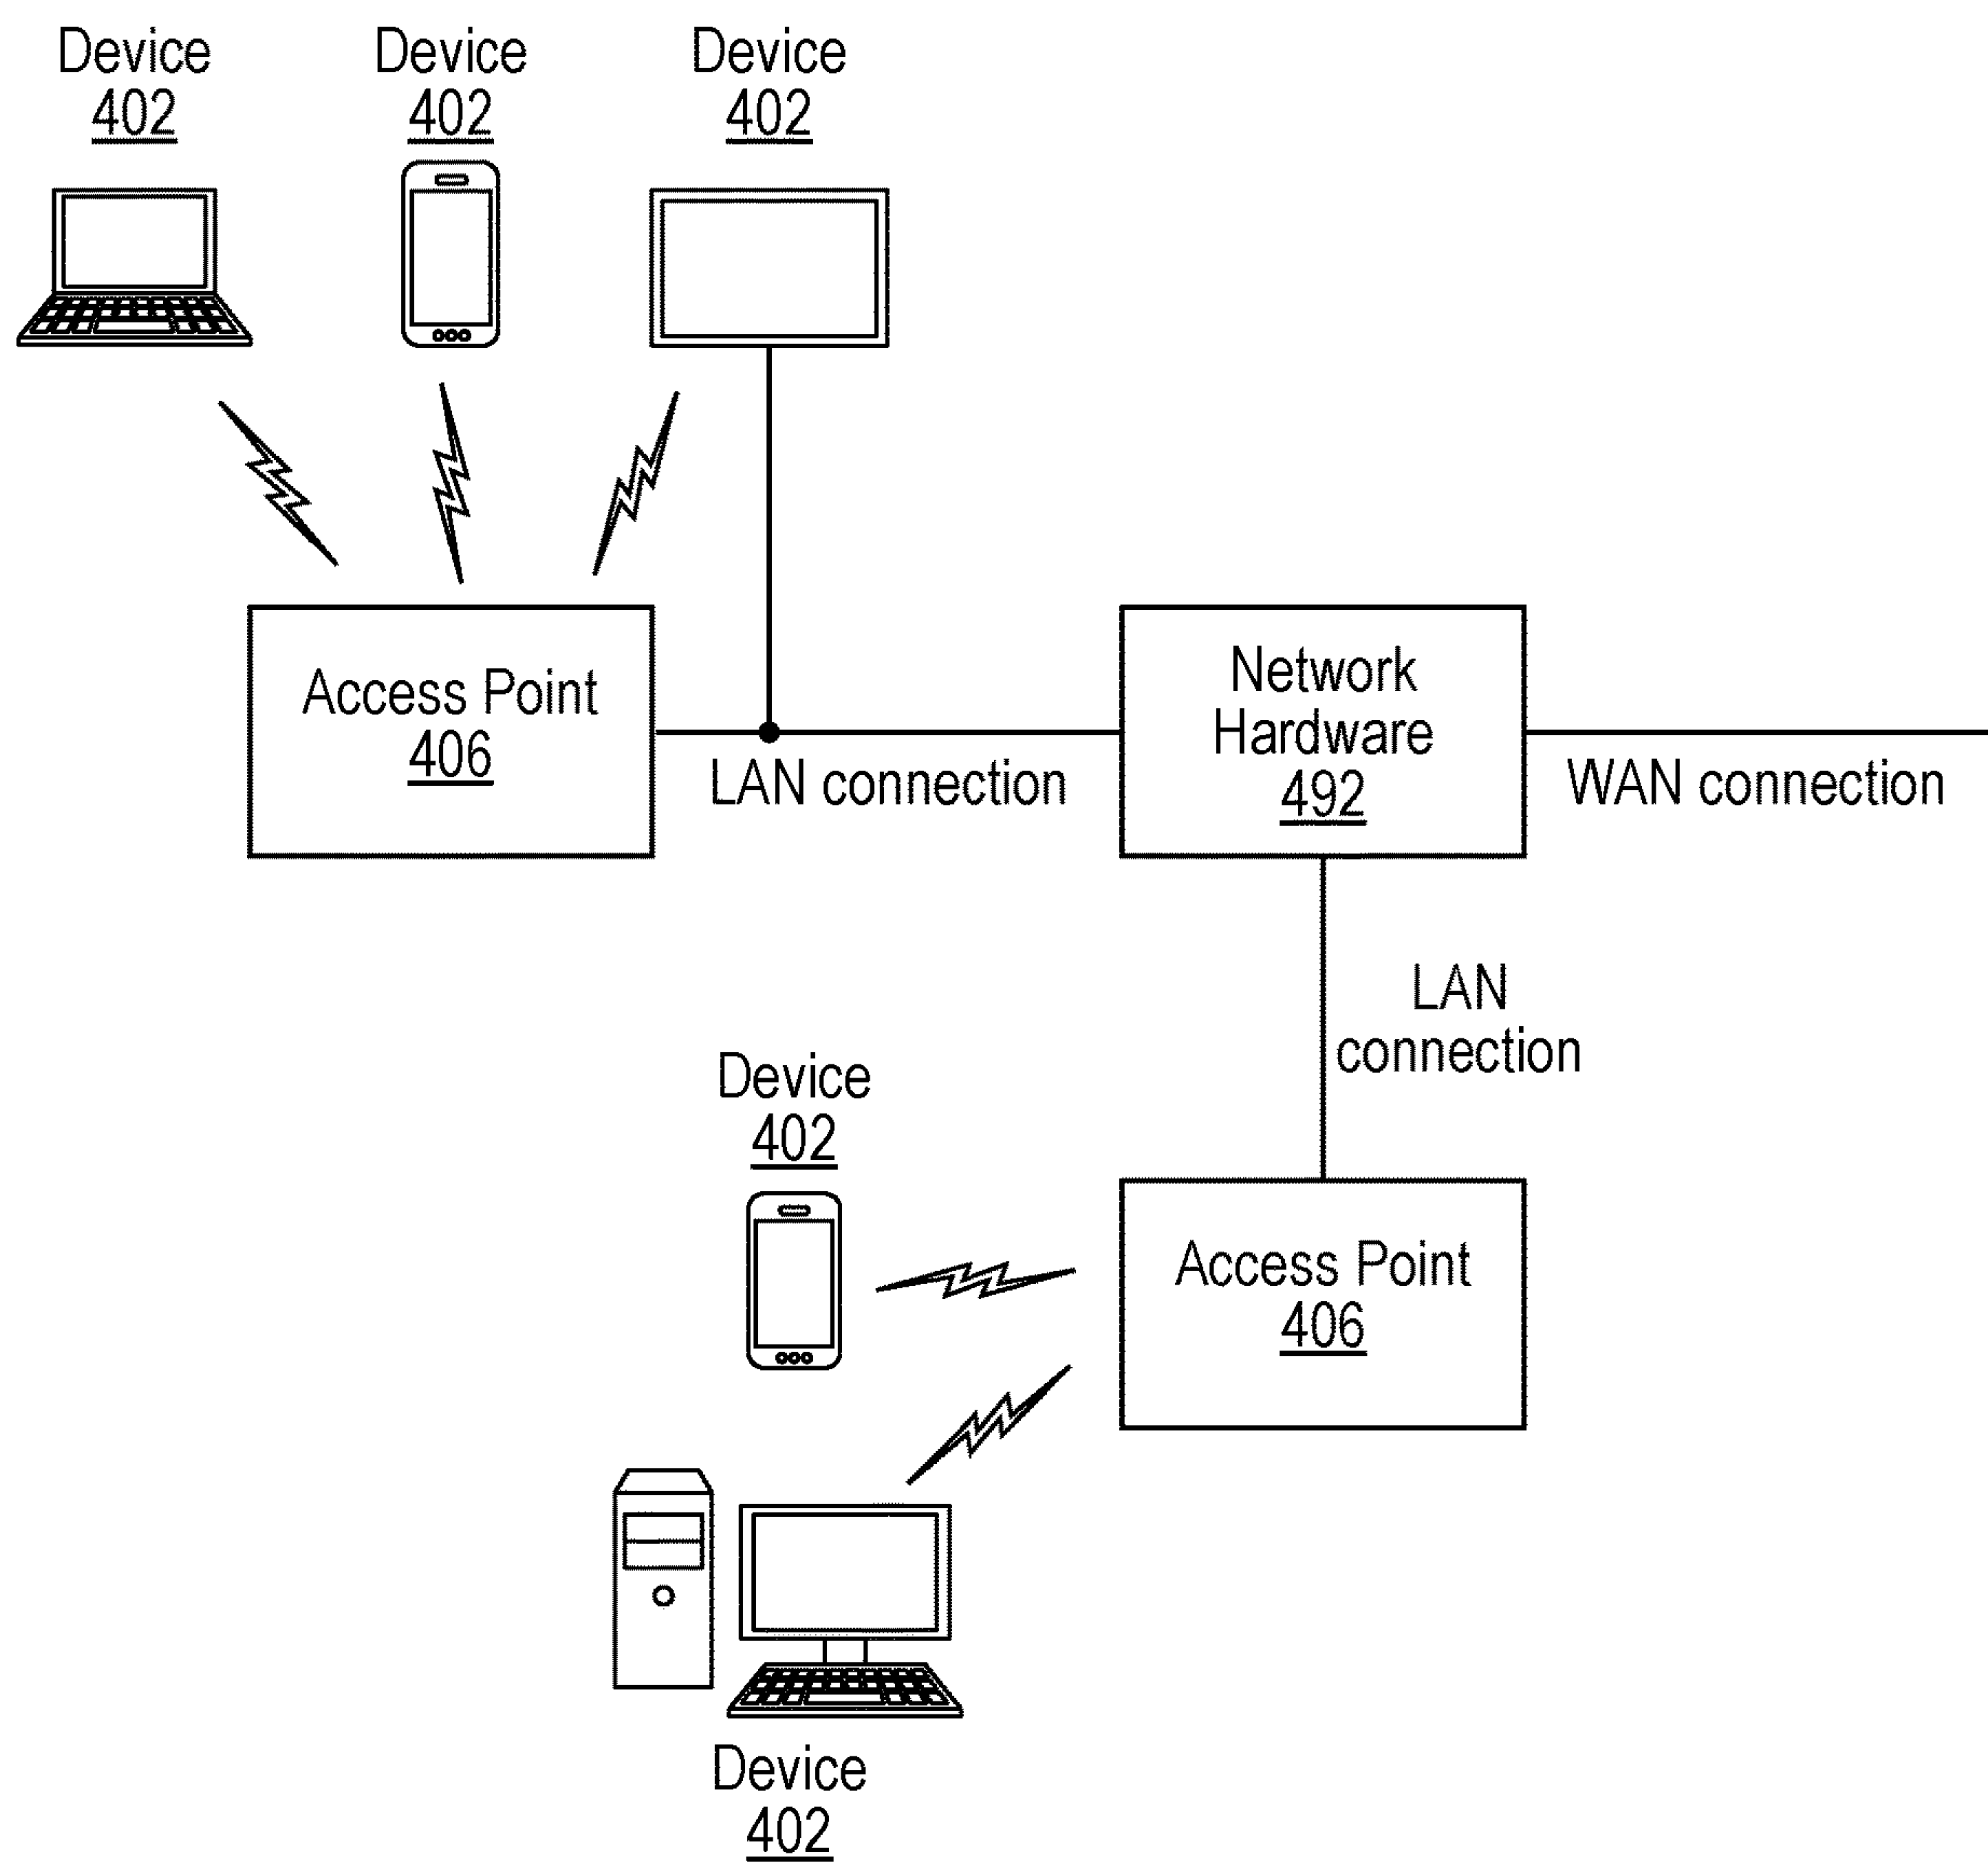 Device
402
Device
402
Device
402
Access Point
406
LAN connection
Network
Hardware
492
WAN connection
LAN
connection
Device
402
Access Point
406
Device
402